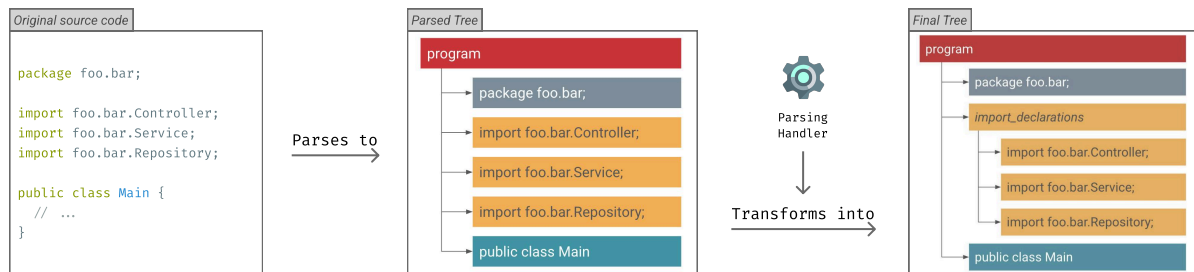 Original source code
package foo.bar;
import foo.bar.Controller;
import foo.bar.Service;
import foo.bar.Repository;
public class Main {
// ...
}
Parses to
Parsed Tree
program
package foo.bar;
import foo.bar.Controller;
import foo.bar.Service;
import foo.bar.Repository;
public class Main
Parsing
Handler
Transforms into
Final Tree
program
package foo.bar;
import_declarations
import foo.bar.Controller;
import foo.bar.Service;
import foo.bar.Repository;
public class Main